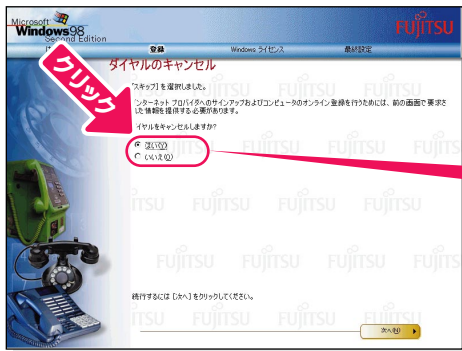 Microsoft
Windows98
Second Edition
FUJITSU
登録
Windows ライセンス
最終設定
ダイヤルのキャンセル
クリック
[スキップ] を選択しました。
ンターネット プロバイダへのサインアップおよびコンピュータのオンライン 登録を行うためには、前の画面で要求さ
た情報を提供する必要があります。
イヤルをキャンセルしますか?
はい(Y)
いいえ(O)
続行するには [次へ] をクリックしてください。
次へ(N)